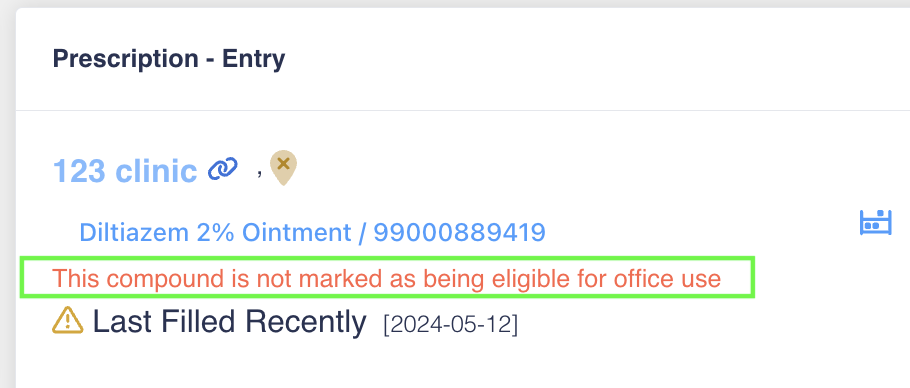 Prescription - Entry
123 clinic ,
Diltiazem 2% Ointment / 99000889419
This compound is not marked as being eligible for office use
Last Filled Recently [2024-05-12]